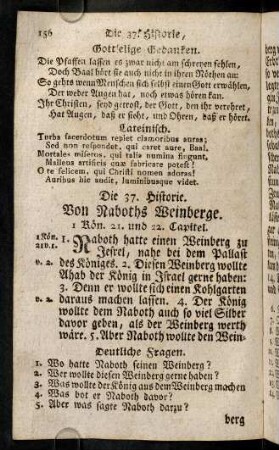 156 Die 37. Historie,
Gottselige Gedanken.
Die Pfaffen lassen es zwar nicht am schreyen fehlen,
Doch Baal hört sie auch nicht in ihren Nöthen an:
So gehts wenn Menschen sich selbst einen Gott erwählen,
Der weder Augen hat, noch etwas hören kan.
Ihr Christen, seyd getrost, der Gott, den ihr verehret,
Hat Augen, daß er sieht, und Ohren, daß er höret.
Lateinisch.
Turba sacerdotum replet clamoribus auras;
Sed non respondet, qui caret aure, Baal.
Mortales miseros, qui talia numina fingunt,
Mallens artificis quæ fabricare potest?
O te felicem, qui Christi nomen adoras!
Auribus hic audit, luminibusque videt.
Die 37. Historie.
Von Naboths Weinberge.
1 Kön. 21. und 22. Capitel.
1 Kön. 21 v. 1. 1. Naboth hatte einen Weinberg zu
Jesrel, nahe bei dem Pallast
v. 2. des Königes. 2. Diesen Weinberg wollte
Ahab der König in Israel gerne haben:
3. Denn er wollte sich einen Kohlgarten
v. 2. daraus machen lassen. 4. Der König
wollte dem Naboth auch so viel Silber
davor geben, als der Weinberg werth
wäre. 5. Aber Naboth wollte den Wein-
Deutliche Fragen.
1. Wo hatte Naboth seinen Weinberg?
2. Wer wollte diesen Weinberg gerne haben?
3. Was wollte der König aus dem Weinberg machen
4. Was bot er Naboth davor?
5. Aber was sagte Naboth darzu?
berg